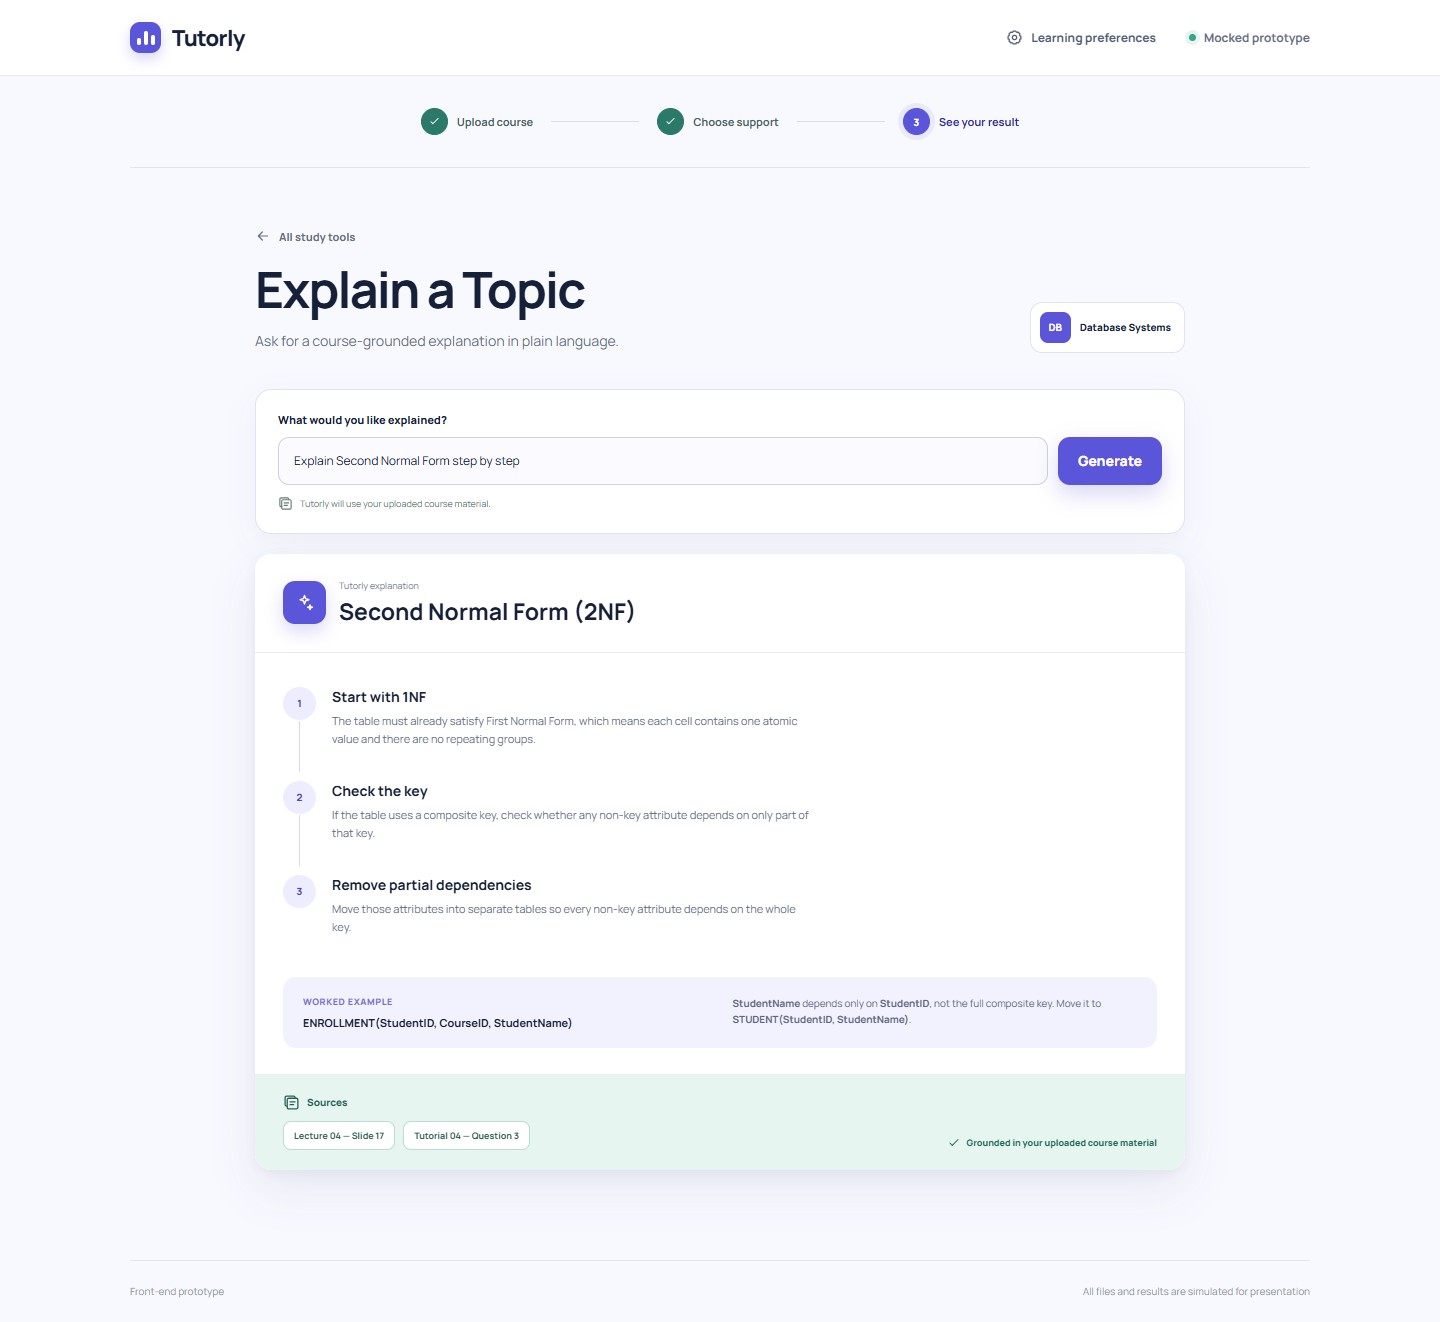 Tutorly
Learning preferences
Mocked prototype
Upload course
Choose support
3
See your result
All study tools
Explain a Topic
Ask for a course-grounded explanation in plain language.
DB
Database Systems
What would you like explained?
Explain Second Normal Form step by step
Generate
Tutorly will use your uploaded course material.
Tutorly explanation
Second Normal Form (2NF)
1
Start with 1NF
The table must already satisfy First Normal Form, which means each cell contains one atomic
value and there are no repeating groups.
2
Check the key
If the table uses a composite key, check whether any non-key attribute depends on only part of
that key.
3
Remove partial dependencies
Move those attributes into separate tables so every non-key attribute depends on the whole
key.
WORKED EXAMPLE
ENROLLMENT(StudentID, CourseID, StudentName)
StudentName depends only on StudentID, not the full composite key. Move it to
STUDENT(StudentID, StudentName).
Sources
Lecture 04 — Slide 17
Tutorial 04 — Question 3
Grounded in your uploaded course material
Front-end prototype
All files and results are simulated for presentation